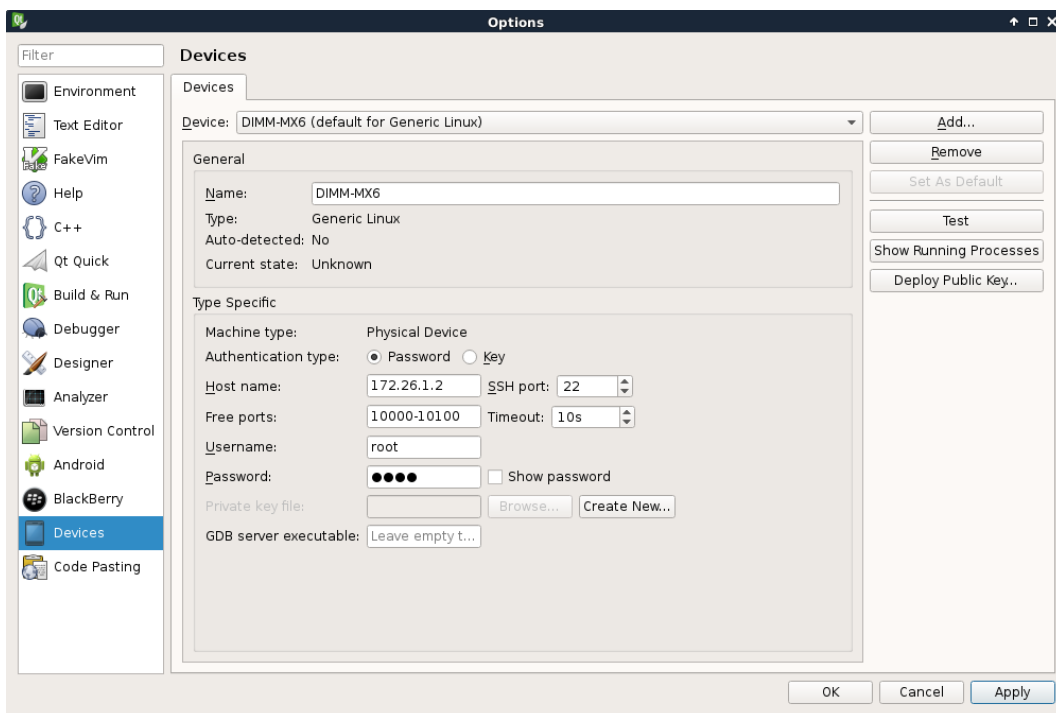 Options
Filter
Environment
Text Editor
FakeVim
Help
C++
Qt Quick
Build & Run
Debugger
Designer
Analyzer
Version Control
Android
BlackBerry
Devices
Code Pasting
Devices
Devices
Device: DIMM-MX6 (default for Generic Linux)
General
Name: DIMM-MX6
Type: Generic Linux
Auto-detected: No
Current state: Unknown
Type Specific
Machine type: Physical Device
Authentication type: Password Key
Host name: 172.26.1.2 SSH port: 22
Free ports: 10000-10100 Timeout: 10s
Username: root
Password: ●●●● Show password
Private key file: Browse... Create New...
GDB server executable: Leave empty t...
Add...
Remove
Set As Default
Test
Show Running Processes
Deploy Public Key...
OK Cancel Apply